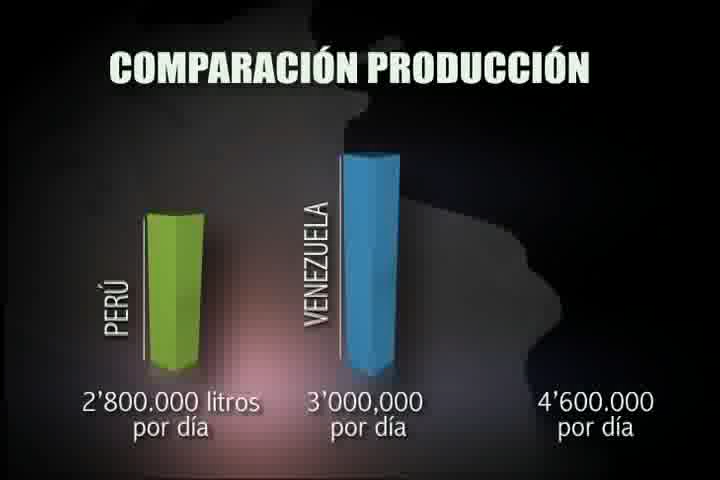 COMPARACIÓN PRODUCCIÓN
PERÚ
VENEZUELA
2'800.000 litros
por día
3'000,000
por día
4'600.000
por día